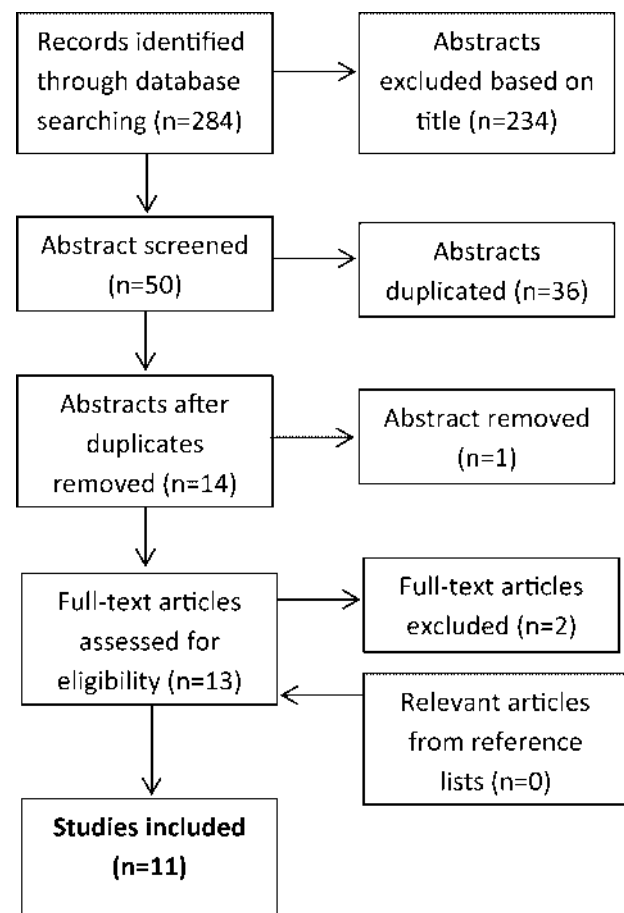 Records identified
through database
searching (n=284)
Abstracts
excluded based on
title (n=234)
Abstract screened
(n=50)
Abstracts
duplicated (n=36)
Abstracts after
duplicates
removed (n=14)
Abstract removed
(n=1)
Full-text articles
assessed for
eligibility (n=13)
Full-text articles
excluded (n=2)
Relevant articles
from reference
lists (n=0)
Studies included
(n=11)